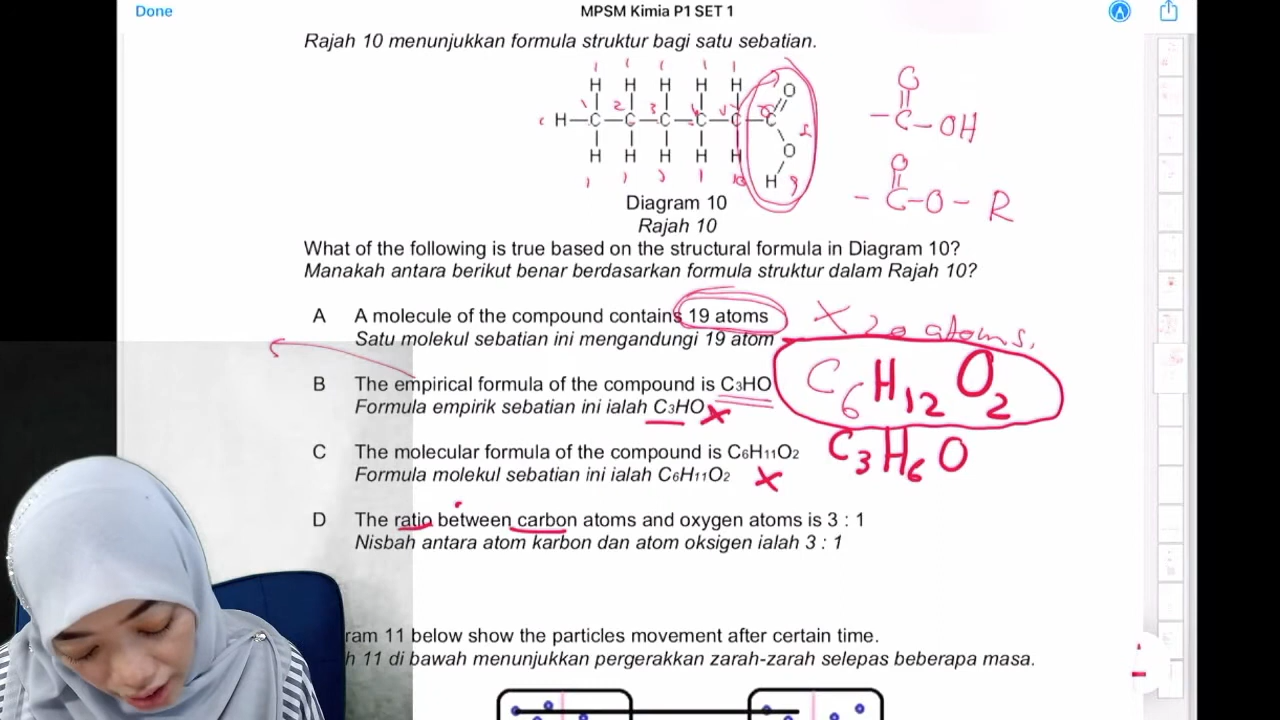 Done
MPSM Kimia P1 SET 1
Rajah 10 menunjukkan formula struktur bagi satu sebatian.
H H H H H O
H—C—C—C—C—C—C
H H H H H O
H
O
-C-OH
O
-C-O-R
Diagram 10
Rajah 10
What of the following is true based on the structural formula in Diagram 10?
Manakah antara berikut benar berdasarkan formula struktur dalam Rajah 10?
A A molecule of the compound contains 19 atoms
Satu molekul sebatian ini mengandungi 19 atom
X 20 atoms.
B The empirical formula of the compound is C3HO
Formula empirik sebatian ini ialah C3HO
C6H12O2
C The molecular formula of the compound is C6H11O2
Formula molekul sebatian ini ialah C6H11O2
C3H6O
D The ratio between carbon atoms and oxygen atoms is 3 : 1
Nisbah antara atom karbon dan atom oksigen ialah 3 : 1
ram 11 below show the particles movement after certain time.
h 11 di bawah menunjukkan pergerakkan zarah-zarah selepas beberapa masa.